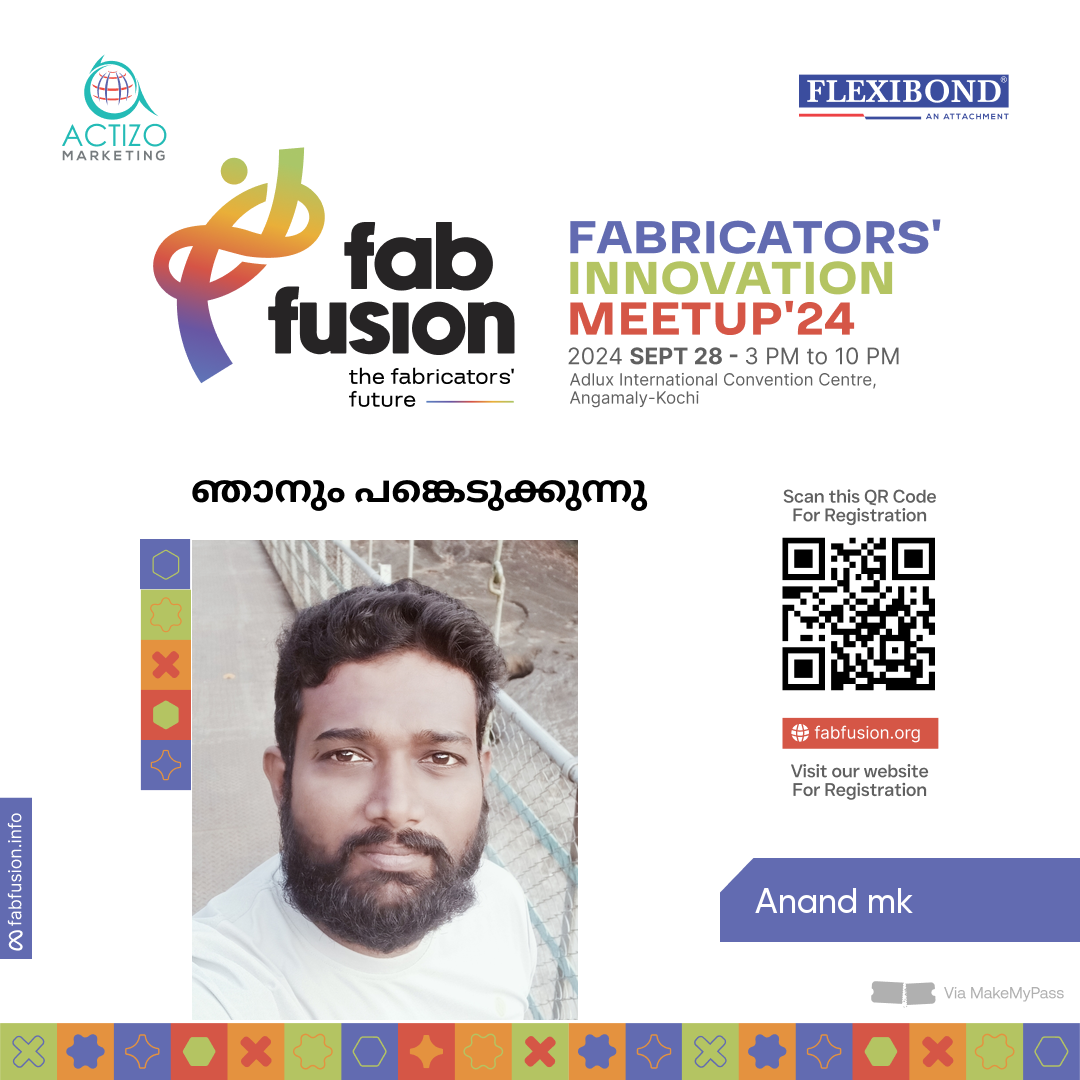 ACTIZO
MARKETING
FLEXIBOND®
AN ATTACHMENT
fab
fusion
the fabricators'
future
FABRICATORS'
INNOVATION
MEETUP'24
2024 SEPT 28 - 3 PM to 10 PM
Adlux International Convention Centre,
Angamaly-Kochi
ഞാനും പങ്കെടുക്കുന്നു
Scan this QR Code
For Registration
fabfusion.org
Visit our website
For Registration
fabfusion.info
Anand mk
Via MakeMyPass